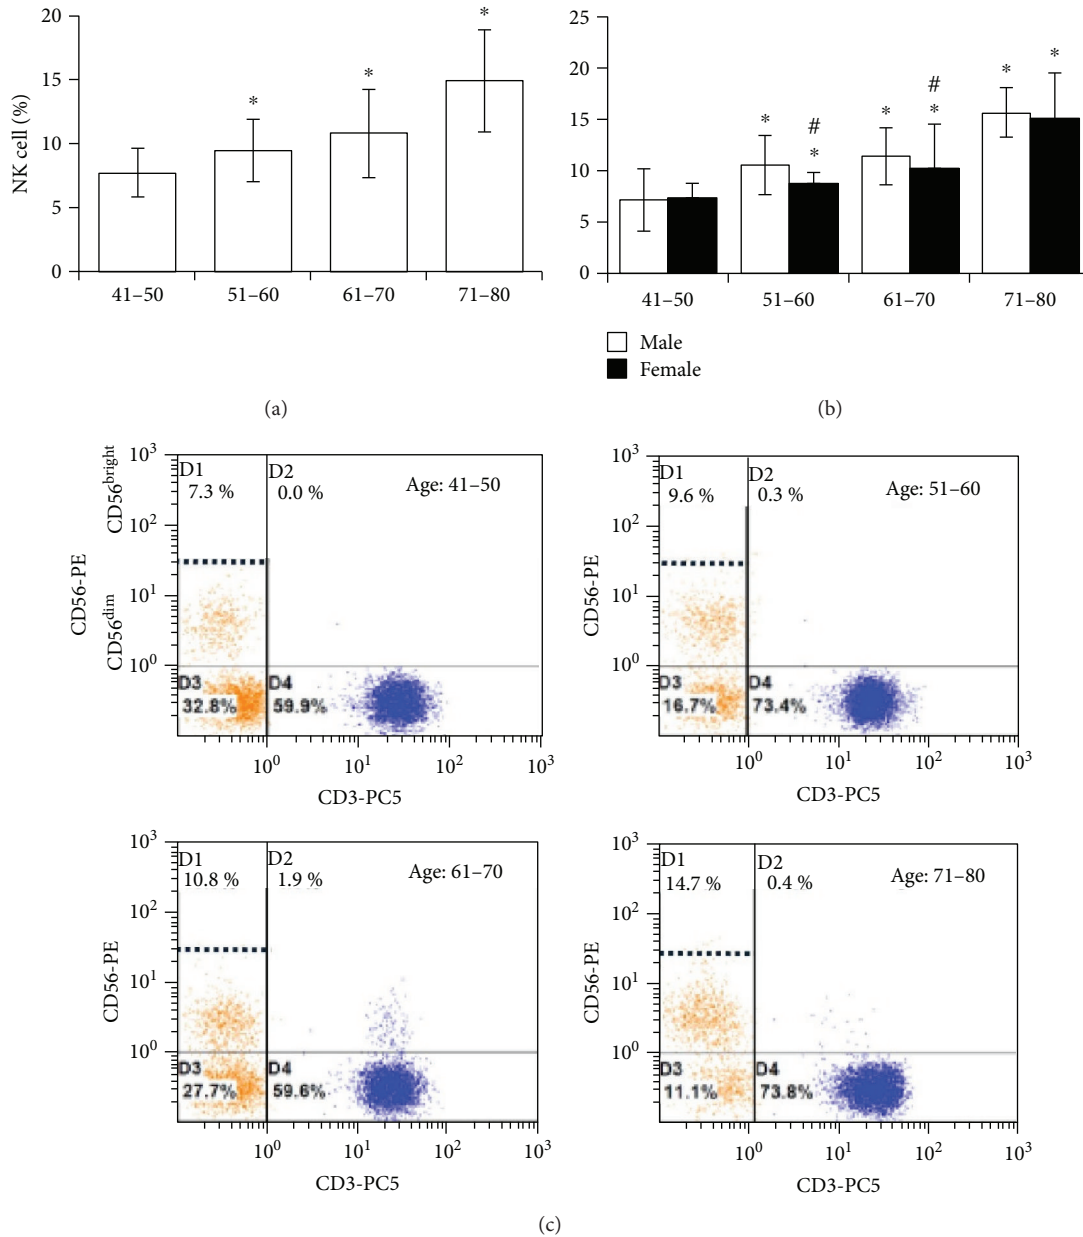 20
15
10
5
0
NK cell (%)
*
*
*
41–50
51–60
61–70
71–80
(a)
25
20
15
10
5
0
*
#
*
*
#
*
*
*
41–50
51–60
61–70
71–80
Male
Female
(b)
CD56-PE
CD56bright
CD56dim
10³
10²
10¹
10⁰
D1
7.3 %
D2
0.0 %
Age: 41–50
D3
32.8%
D4
59.9%
10⁰
10¹
10²
10³
CD3-PC5
CD56-PE
10³
10²
10¹
10⁰
D1
9.6 %
D2
0.3 %
Age: 51–60
D3
16.7%
D4
73.4%
10⁰
10¹
10²
10³
CD3-PC5
CD56-PE
10³
10²
10¹
10⁰
D1
10.8 %
D2
1.9 %
Age: 61–70
D3
27.7%
D4
59.6%
10⁰
10¹
10²
10³
CD3-PC5
CD56-PE
10³
10²
10¹
10⁰
D1
14.7 %
D2
0.4 %
Age: 71–80
D3
11.1%
D4
73.8%
10⁰
10¹
10²
10³
CD3-PC5
(c)